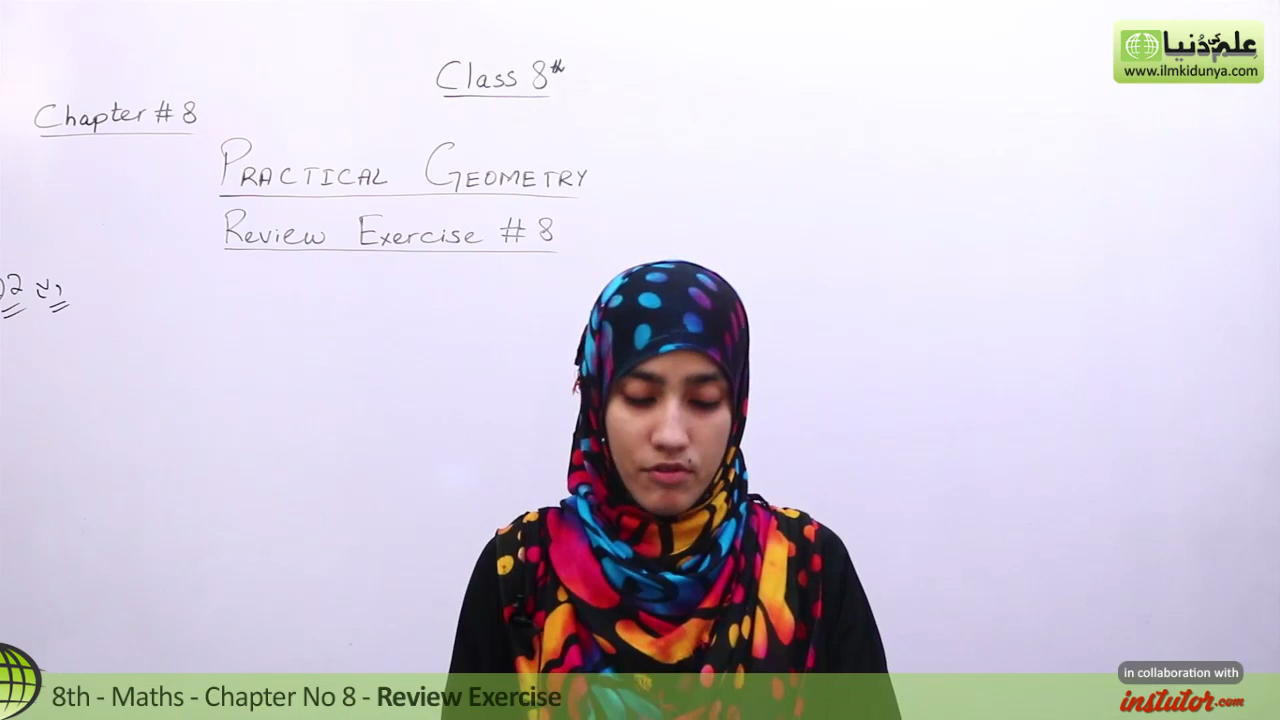 علم کی دُنیا
www.ilmkidunya.com
Class 8th
Chapter # 8
PRACTICAL GEOMETRY
Review Exercise # 8
8th - Maths - Chapter No 8 - Review Exercise
in collaboration with
instutor.com